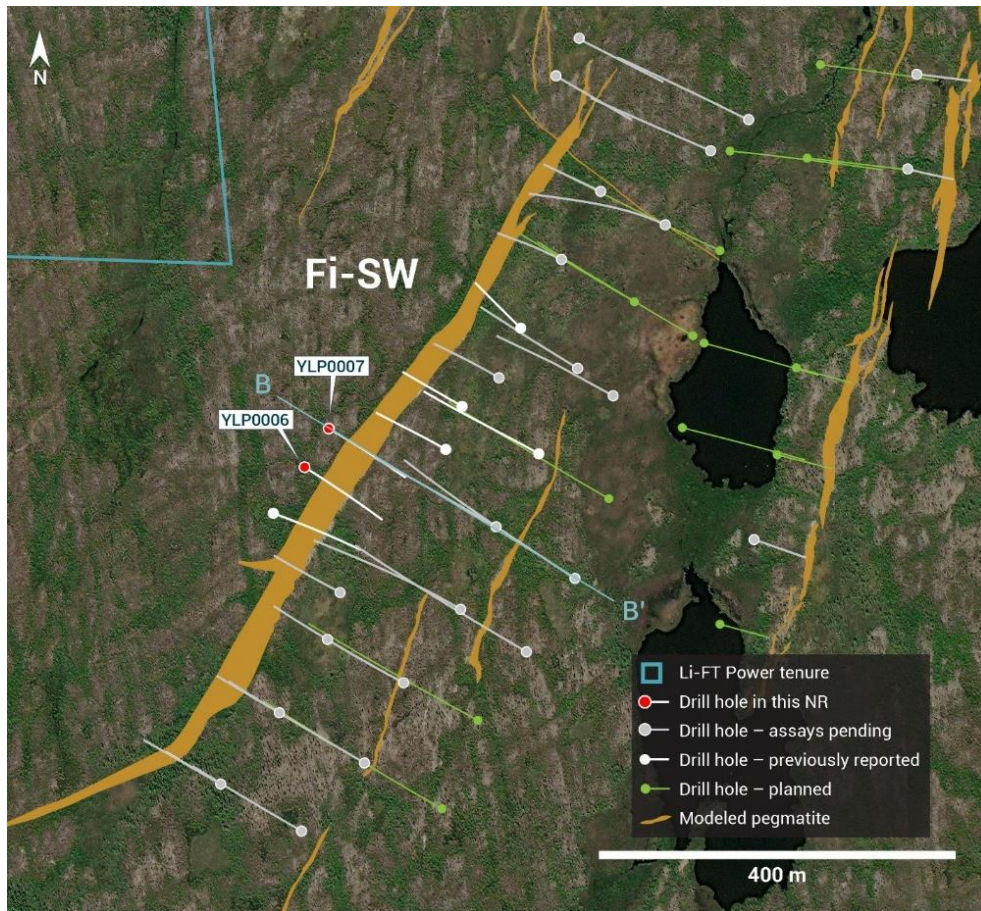 N
Fi-SW
B
YLP0007
YLP0006
B'
Li-FT Power tenure
Drill hole in this NR
Drill hole – assays pending
Drill hole – previously reported
Drill hole – planned
Modeled pegmatite
400 m